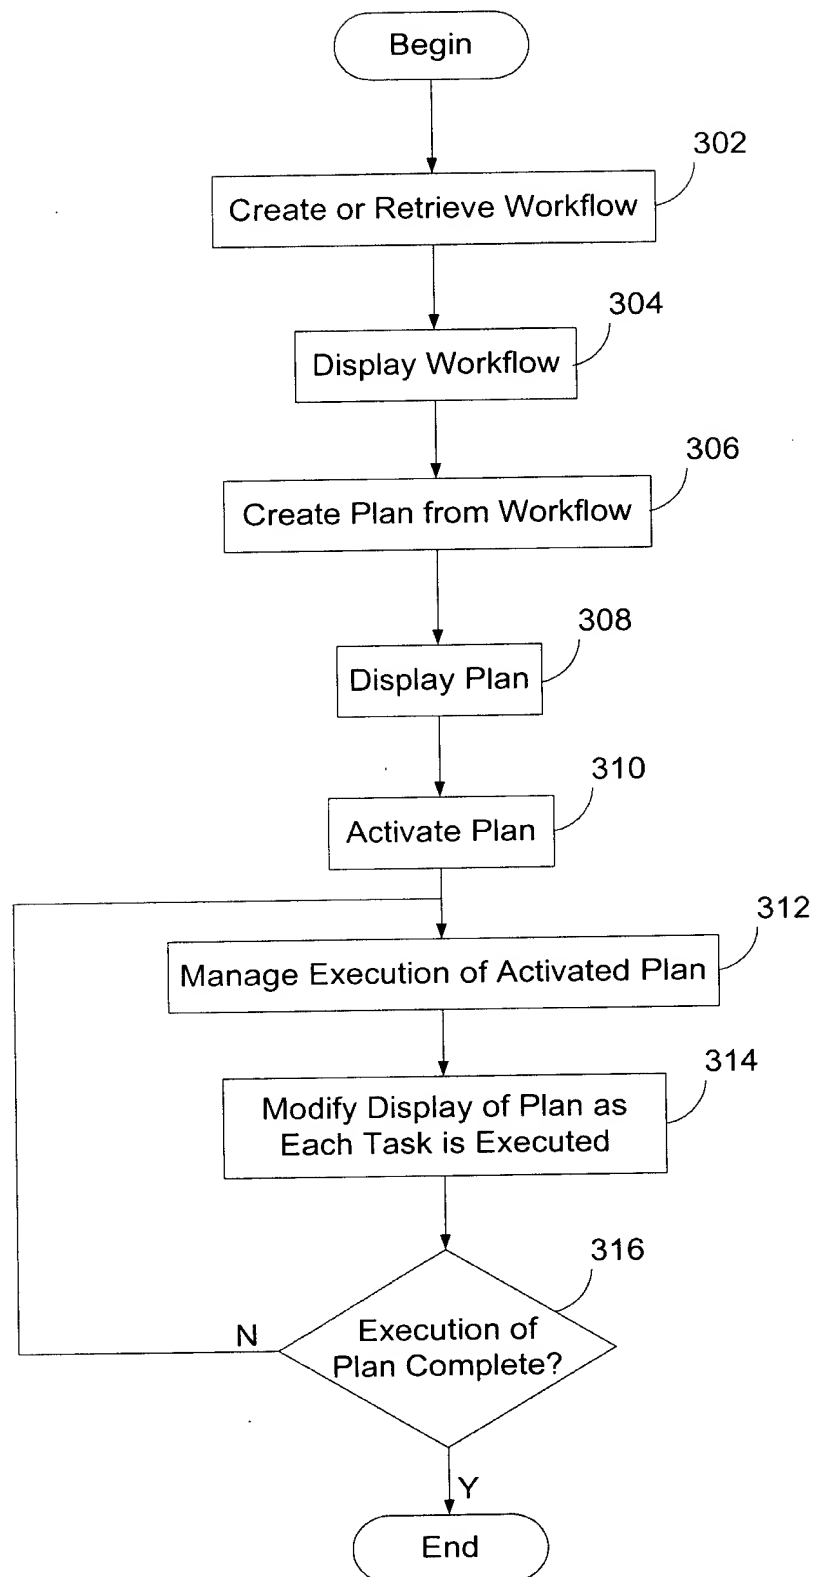 Begin
302
Create or Retrieve Workflow
304
Display Workflow
306
Create Plan from Workflow
308
Display Plan
310
Activate Plan
312
Manage Execution of Activated Plan
314
Modify Display of Plan as
Each Task is Executed
316
N
Execution of
Plan Complete?
Y
End